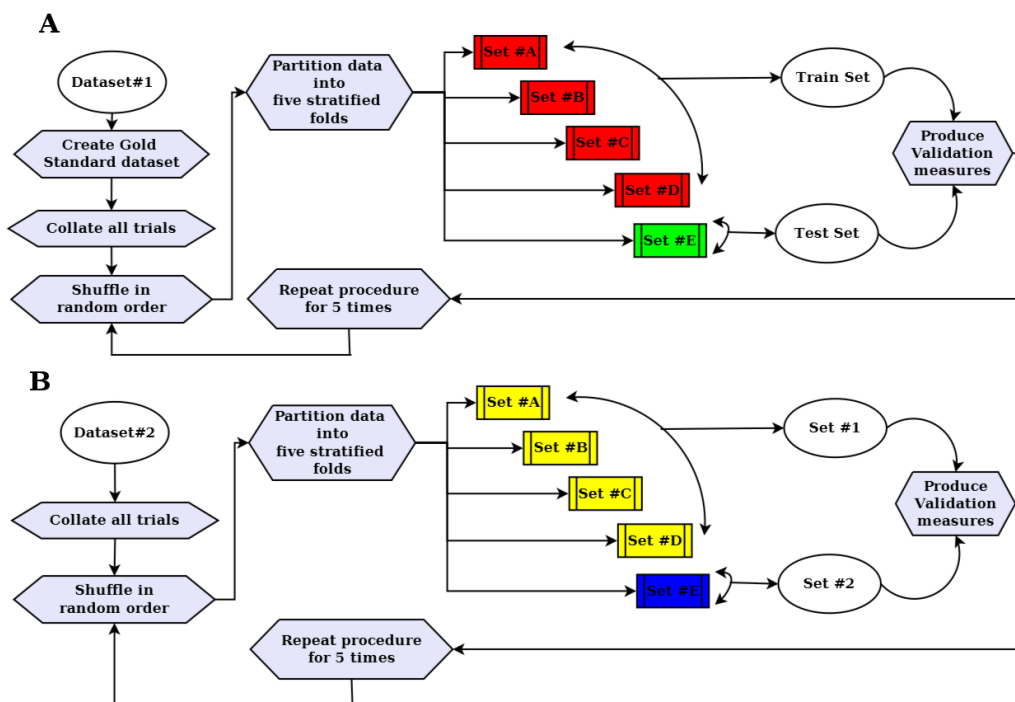 A
Dataset#1
Create Gold
Standard dataset
Collate all trials
Shuffle in
random order
Partition data
into
five stratified
folds
Set #A
Set #B
Set #C
Set #D
Set #E
Train Set
Test Set
Produce
Validation
measures
Repeat procedure
for 5 times
B
Dataset#2
Collate all trials
Shuffle in
random order
Partition data
into
five stratified
folds
Set #A
Set #B
Set #C
Set #D
Set #E
Set #1
Set #2
Produce
Validation
measures
Repeat procedure
for 5 times